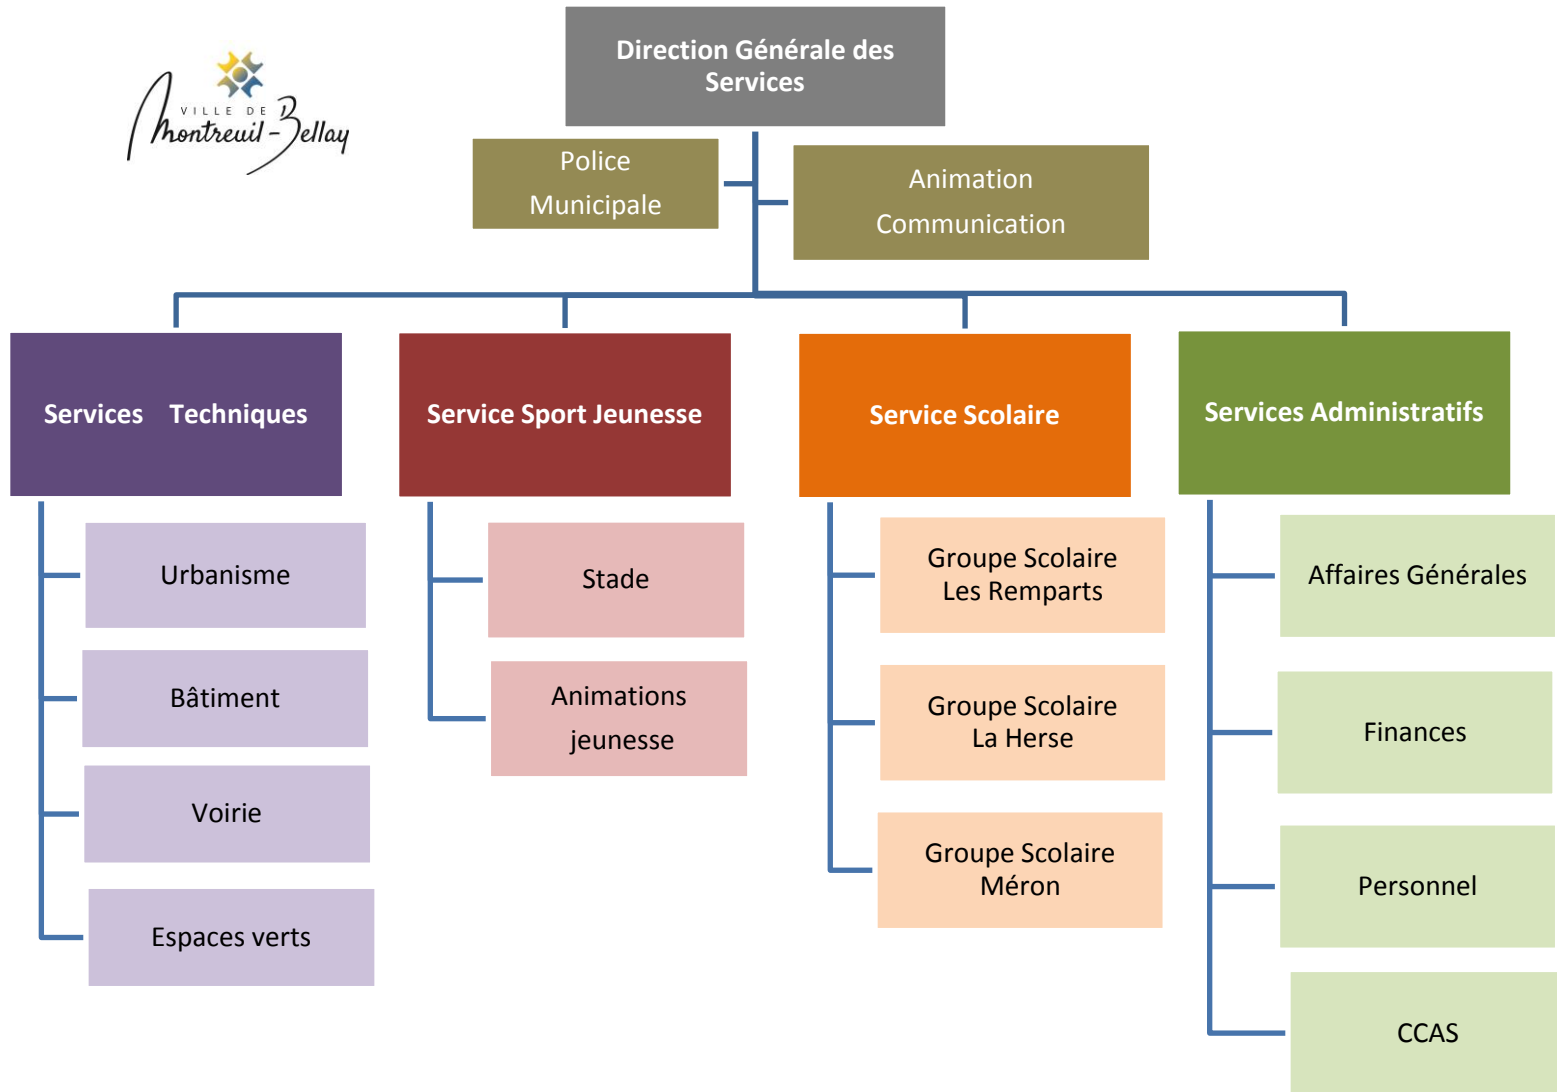 VILLE DE
Montreuil-Bellay
Direction Générale des
Services
Police
Municipale
Animation
Communication
Services Techniques
Service Sport Jeunesse
Service Scolaire
Services Administratifs
Urbanisme
Bâtiment
Voirie
Espaces verts
Stade
Animations
jeunesse
Groupe Scolaire
Les Remparts
Groupe Scolaire
La Herse
Groupe Scolaire
Méron
Affaires Générales
Finances
Personnel
CCAS